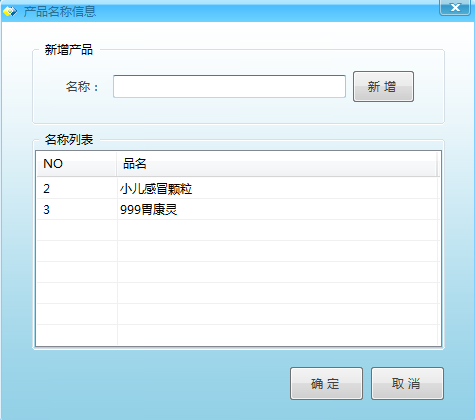 产品名称信息
新增产品
名称： 新 增
名称列表
NO 品名
2 小儿感冒颗粒
3 999胃康灵
确 定 取 消